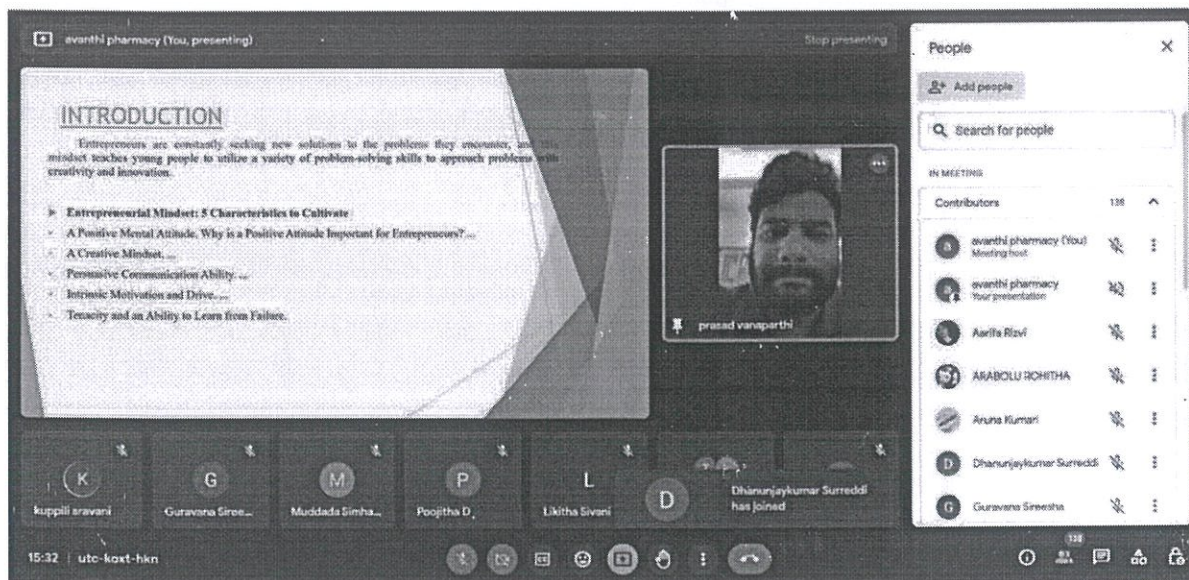 avanthi pharmacy (You, presenting)
Stop presenting
INTRODUCTION
Entrepreneurs are constantly seeking new solutions to the problems they encounter, and this
mindset teaches young people to utilize a variety of problem-solving skills to approach problems with
creativity and innovation.
Entrepreneurial Mindset: 5 Characteristics to Cultivate
A Positive Mental Attitude. Why is a Positive Attitude Important for Entrepreneurs? ...
A Creative Mindset. ...
Persuasive Communication Ability. ...
Intrinsic Motivation and Drive. ...
Tenacity and an Ability to Learn from Failure.
prasad vanaparthi
K
kuppili sravani
G
Guravana Siree...
M
Muddada Simha...
P
Poojitha D
L
Likitha Sivani
D
Dhanunjaykumar Surreddi
has joined
15:32 | utc-koxt-hkn
People
Add people
Search for people
IN MEETING
Contributors 138
a
avanthi pharmacy (You)
Meeting host
a
avanthi pharmacy
Your presentation
Aarifa Rizvi
ARABOLU ROHITHA
Aruna Kumari
D
Dhanunjaykumar Surreddi
G
Guravana Sireesha
138